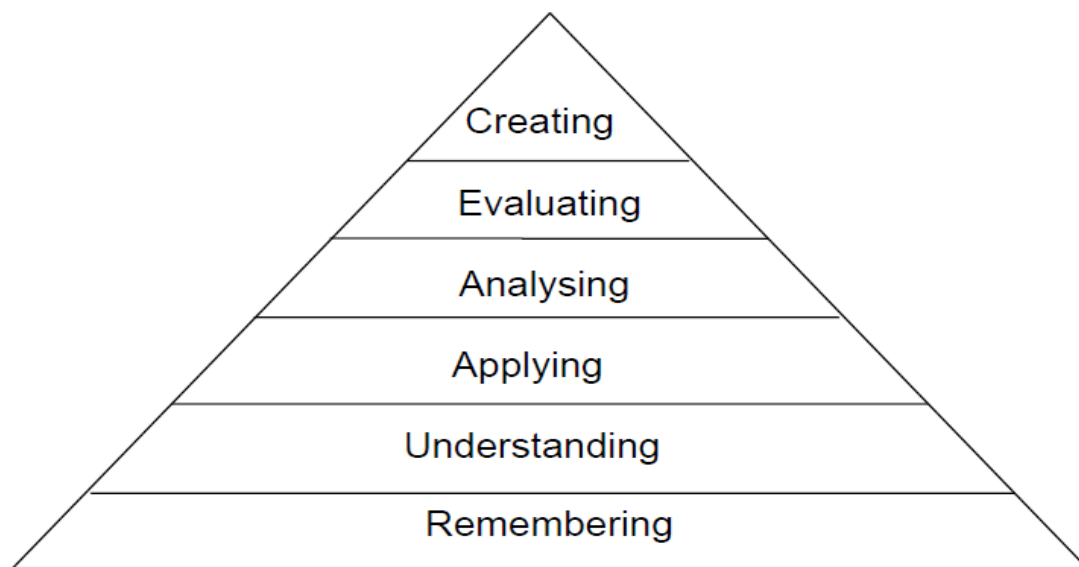 Creating
Evaluating
Analysing
Applying
Understanding
Remembering